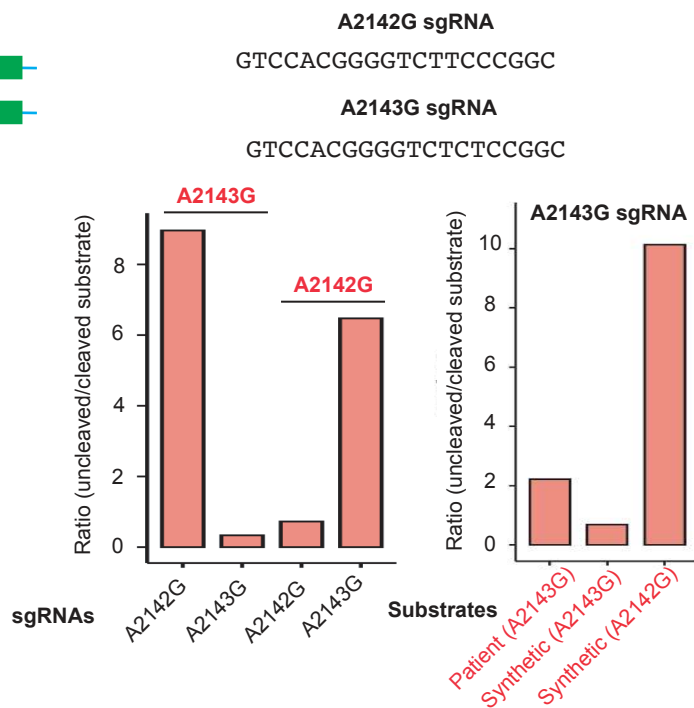 A2142G sgRNA
GTCCACGGGGTCTTCCCGGC
A2143G sgRNA
GTCCACGGGGTCTCTCCGGC
A2143G
A2142G
Ratio (uncleaved/cleaved substrate)
8
6
4
2
0
sgRNAs
A2142G
A2143G
A2142G
A2143G
A2143G sgRNA
Ratio (uncleaved/cleaved substrate)
10
8
6
4
2
0
Substrates
Patient (A2143G)
Synthetic (A2143G)
Synthetic (A2142G)